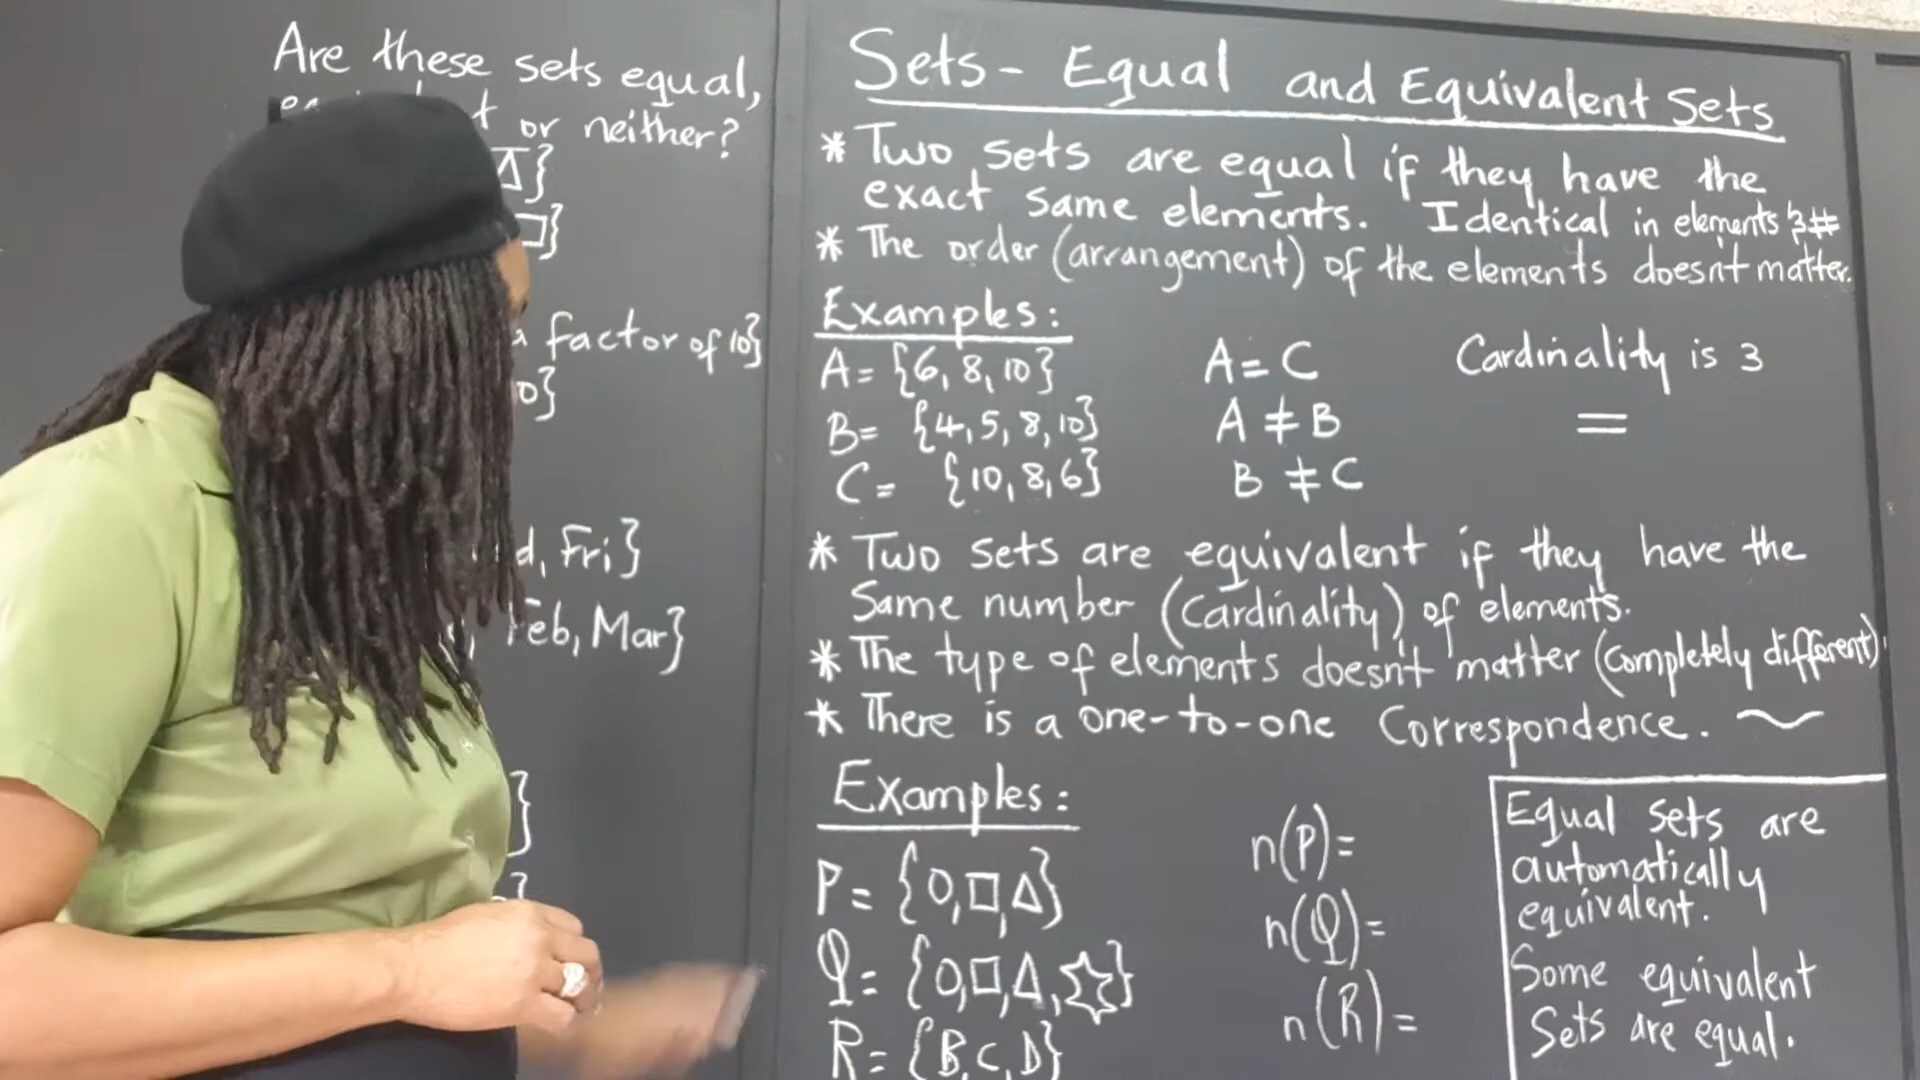 Are these sets equal,
or neither?
Δ}
□}
factor of 10}
0}
d, Fri}
Feb, Mar}
}
Sets - Equal and Equivalent Sets
* Two sets are equal if they have the
exact same elements. Identical in elements & #
* The order (arrangement) of the elements doesn't matter.
Examples:
A = {6, 8, 10} A = C Cardinality is 3
B = {4, 5, 8, 10} A ≠ B =
C = {10, 8, 6} B ≠ C
* Two sets are equivalent if they have the
Same number (Cardinality) of elements.
* The type of elements doesn't matter (Completely different)
* There is a one-to-one Correspondence. ~
Examples:
P = {O, □, Δ} n(P) =
Q = {O, □, Δ, ☆} n(Q) =
R = {B, C, D} n(R) =
Equal sets are
automatically
equivalent.
Some equivalent
Sets are equal.